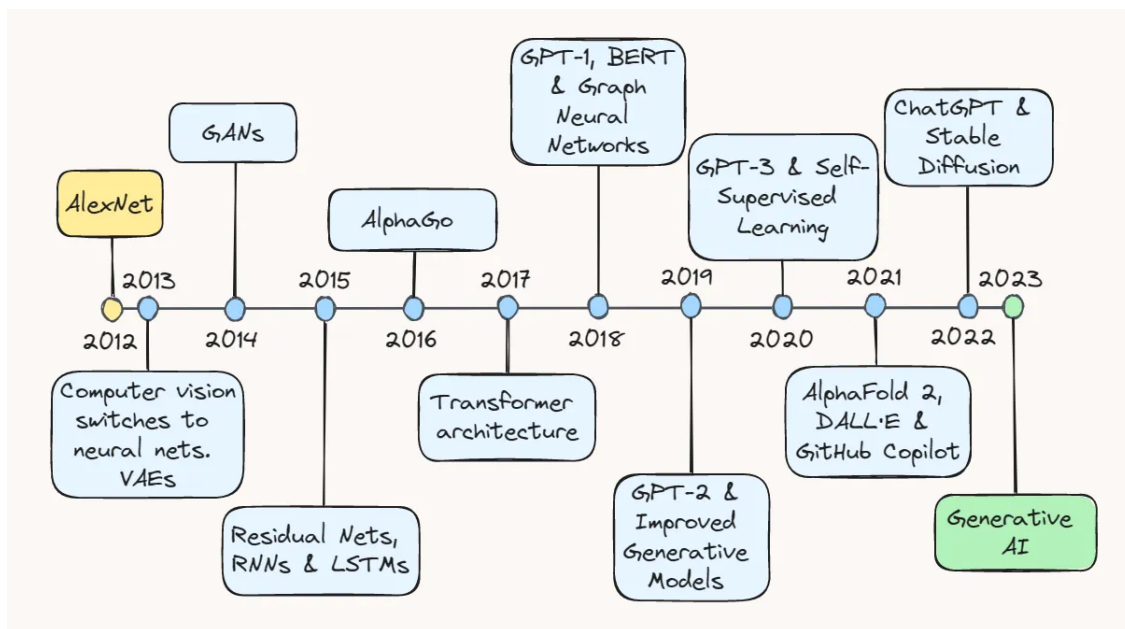 AlexNet
2012
2013
Computer vision
switches to
neural nets.
VAEs
GANs
2014
2015
Residual Nets,
RNNs & LSTMs
AlphaGo
2016
2017
Transformer
architecture
GPT-1, BERT
& Graph
Neural
Networks
2018
2019
GPT-2 &
Improved
Generative
Models
GPT-3 & Self-
Supervised
Learning
2020
2021
AlphaFold 2,
DALL·E &
GitHub Copilot
ChatGPT &
Stable
Diffusion
2022
2023
Generative
AI